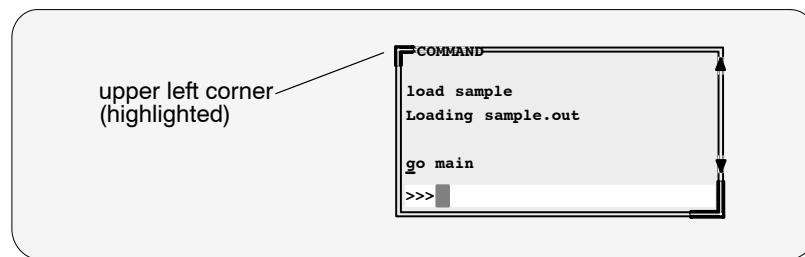 COMMAND
upper left corner
(highlighted)
load sample
Loading sample.out
go main
>>>